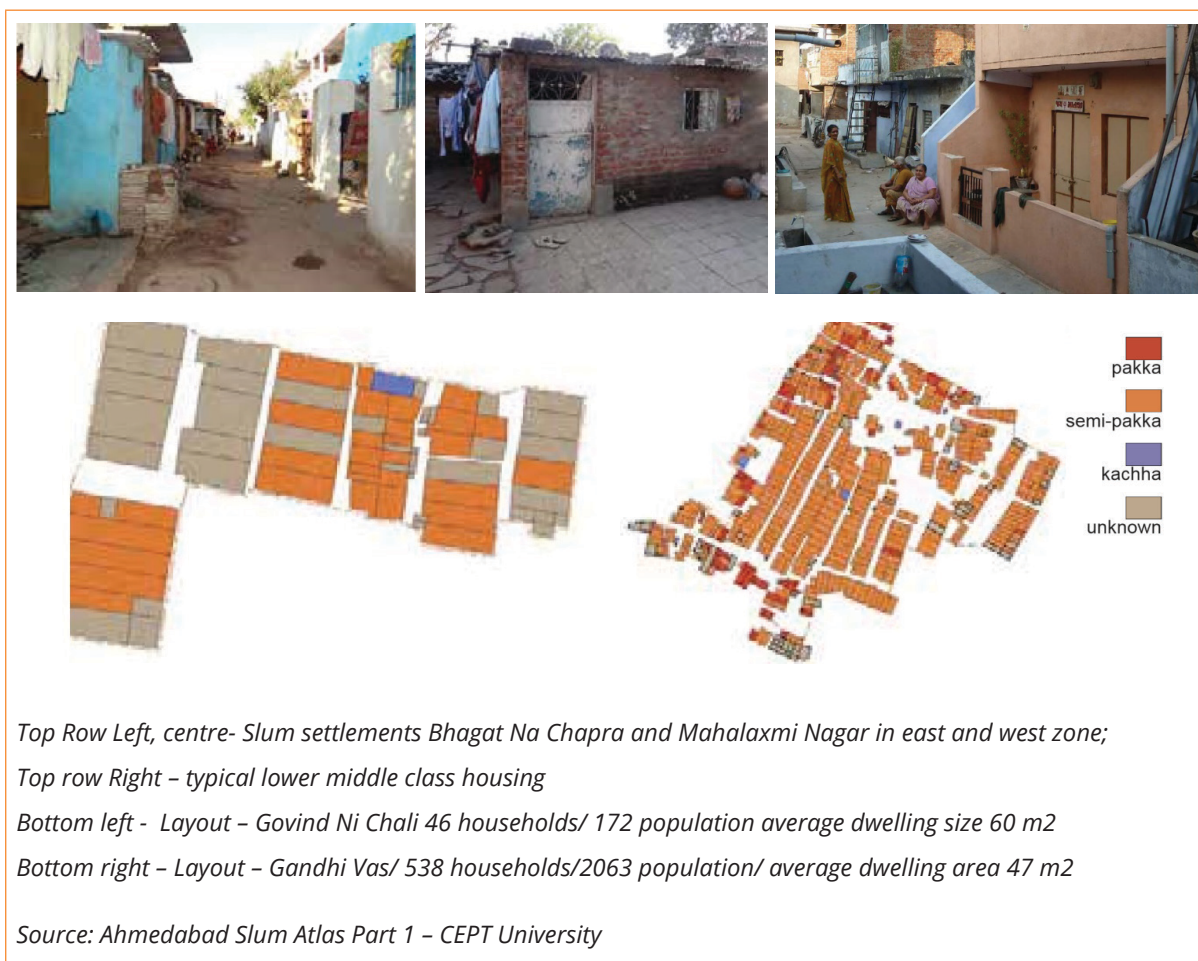 pakka
semi-pakka
kachha
unknown
Top Row Left, centre- Slum settlements Bhagat Na Chapra and Mahalaxmi Nagar in east and west zone;
Top row Right – typical lower middle class housing
Bottom left - Layout – Govind Ni Chali 46 households/ 172 population average dwelling size 60 m2
Bottom right – Layout – Gandhi Vas/ 538 households/2063 population/ average dwelling area 47 m2
Source: Ahmedabad Slum Atlas Part 1 – CEPT University